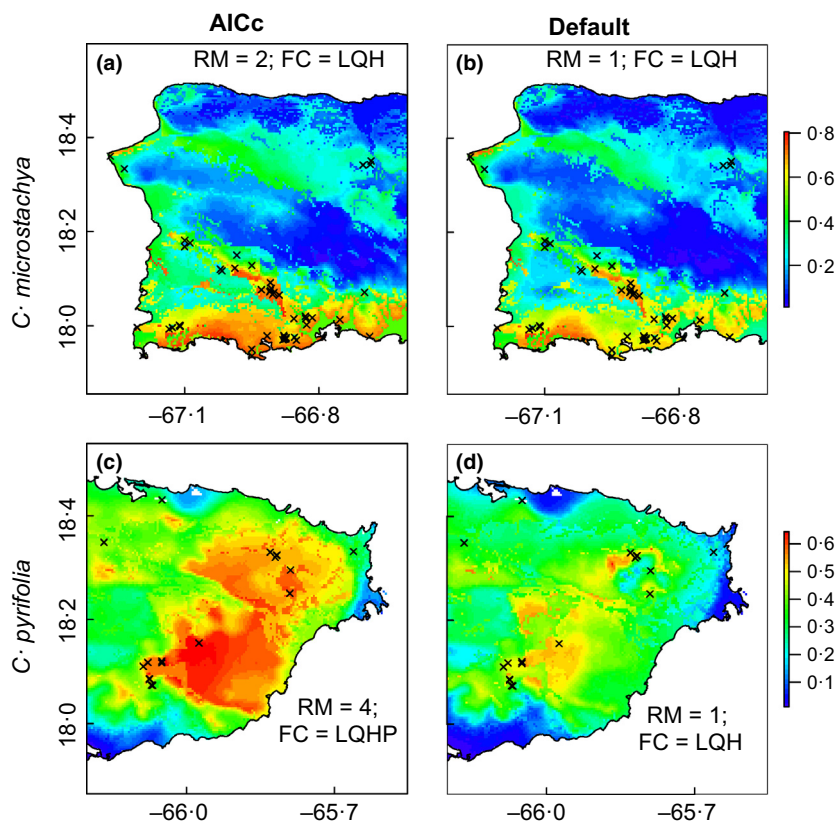 AICc
Default
(a) RM = 2; FC = LQH
(b) RM = 1; FC = LQH
C· microstachya
18·4
18·2
18·0
0·8
0·6
0·4
0·2
–67·1 –66·8
–67·1 –66·8
(c)
(d)
C· pyrifolia
18·4
18·2
18·0
RM = 4;
FC = LQHP
RM = 1;
FC = LQH
0·6
0·5
0·4
0·3
0·2
0·1
–66·0 –65·7
–66·0 –65·7